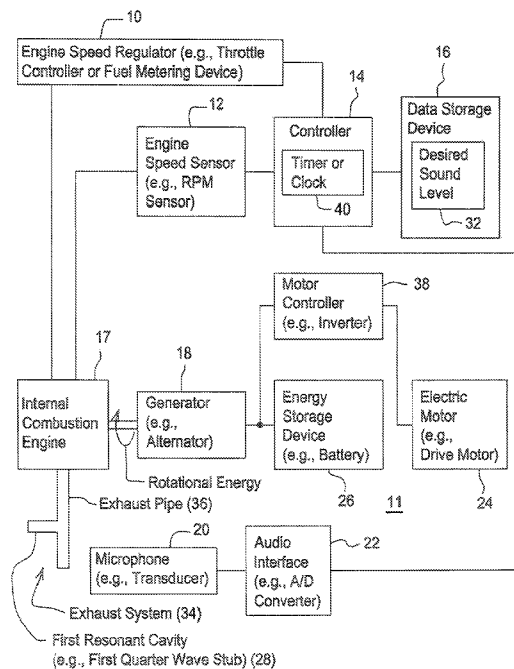 10
Engine Speed Regulator (e.g., Throttle
Controller or Fuel Metering Device)
12
Engine
Speed Sensor
(e.g., RPM
Sensor)
14
Controller
Timer or
Clock
40
16
Data Storage
Device
Desired
Sound
Level
32
Motor
Controller
(e.g., Inverter)
38
17
Internal
Combustion
Engine
18
Generator
(e.g.,
Alternator)
Energy
Storage
Device
(e.g., Battery)
26
Electric
Motor
(e.g.,
Drive Motor)
24
11
Rotational Energy
Exhaust Pipe (36)
20
Microphone
(e.g., Transducer)
Audio
Interface
(e.g., A/D
Converter)
22
Exhaust System (34)
First Resonant Cavity
(e.g., First Quarter Wave Stub) (28)